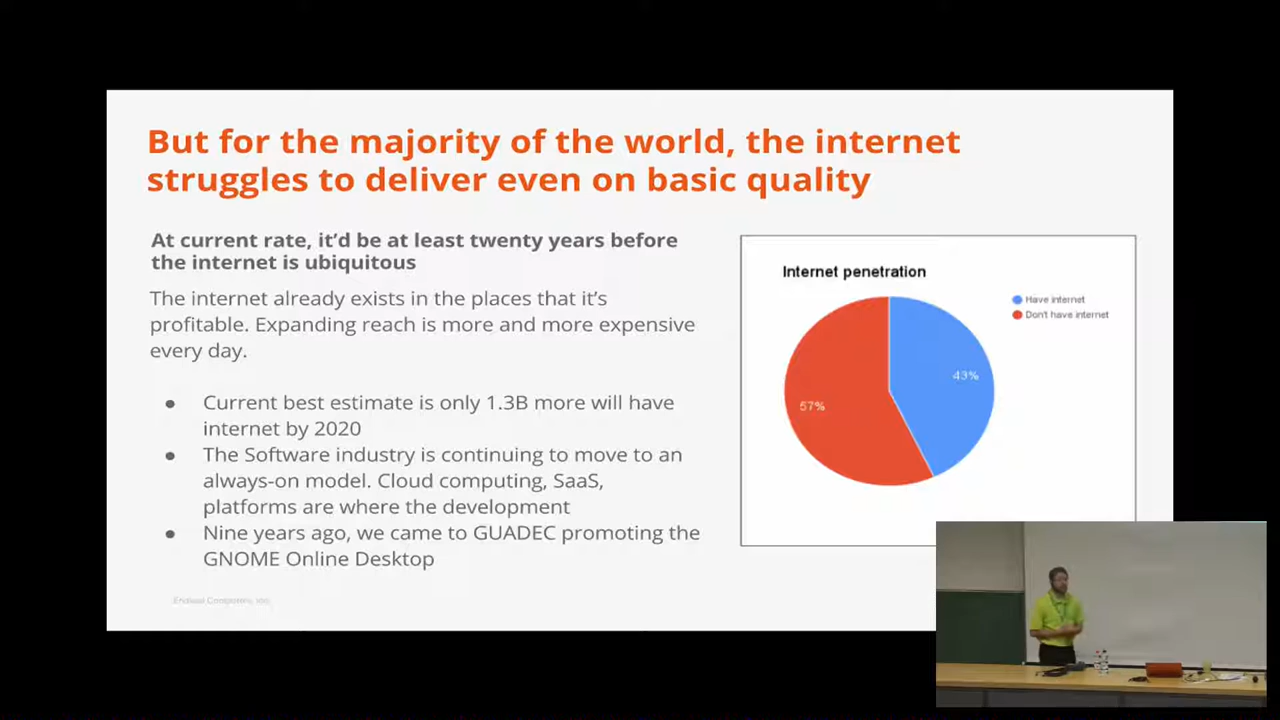 But for the majority of the world, the internet
struggles to deliver even on basic quality
At current rate, it'd be at least twenty years before
the internet is ubiquitous
The internet already exists in the places that it's
profitable. Expanding reach is more and more expensive
every day.
● Current best estimate is only 1.3B more will have
internet by 2020
● The Software industry is continuing to move to an
always-on model. Cloud computing, SaaS,
platforms are where the development
● Nine years ago, we came to GUADEC promoting the
GNOME Online Desktop
Endless Computers, Inc.
Internet penetration
Have internet
Don't have internet
43%
57%